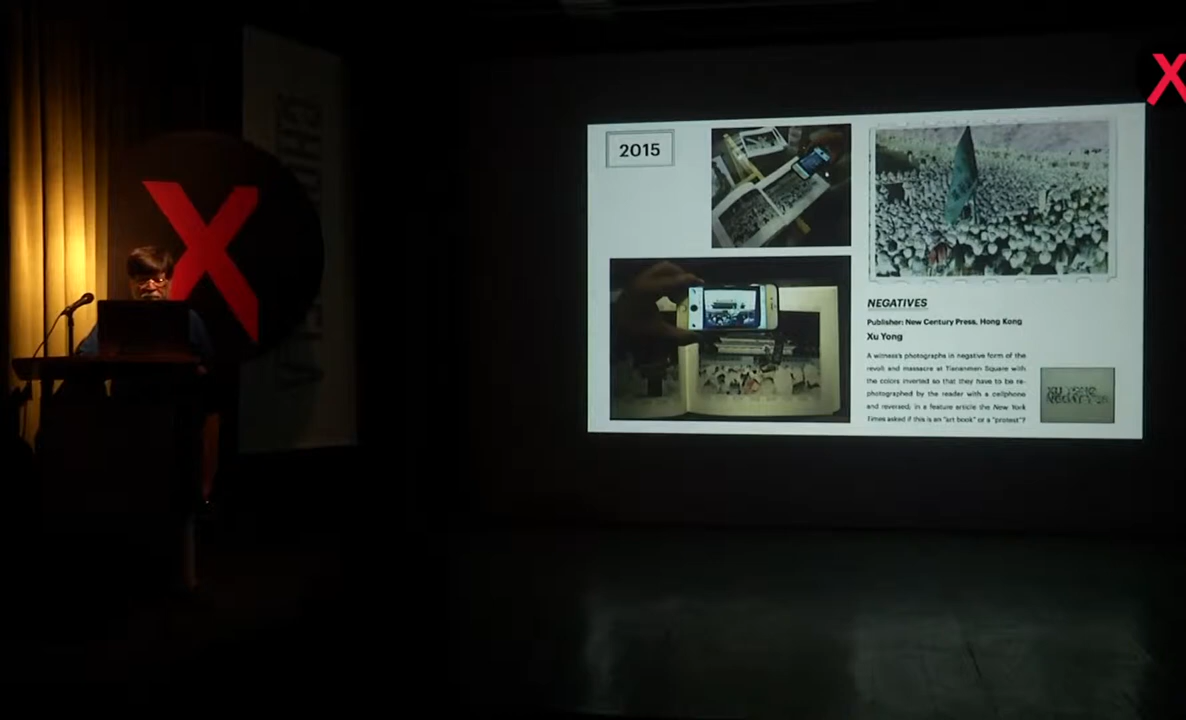 X
X
2015
NEGATIVES
Publisher: New Century Press, Hong Kong
Xu Yong
A witness's photographs in negative form of the
revolt and massacre at Tiananmen Square with
the colors inverted so that they have to be re-
photographed by the reader with a cellphone
and reversed. In a feature article the New York
Times asked if this is an "art book" or a "protest"?
XU YONG
NEGATIVES